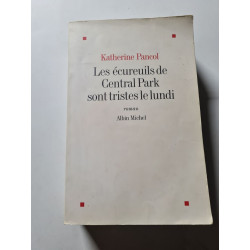 Katherine Pancol
Les écureuils de
Central Park
sont tristes le lundi
roman
Albin Michel